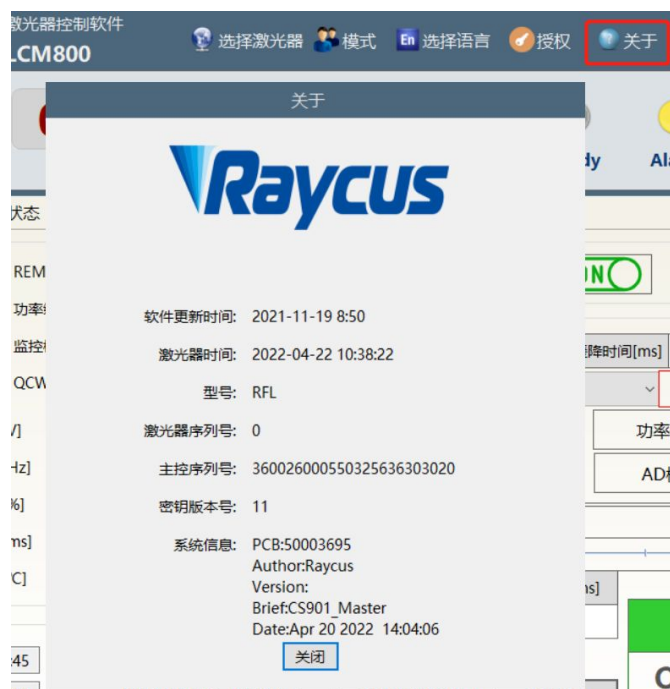 激光器控制软件
LCM800
选择激光器
模式
En 选择语言
授权
关于
关于
Raycus
状态
REM
功率
监控
QCW
Hz]
%]
ms]
:45
软件更新时间: 2021-11-19 8:50
激光器时间: 2022-04-22 10:38:22
型号: RFL
激光器序列号: 0
主控序列号: 360026000550325636303020
密钥版本号: 11
系统信息: PCB:50003695
Author:Raycus
Version:
Brief:CS901_Master
Date:Apr 20 2022 14:04:06
关闭
dy
Al
ON
降时间[ms]
功率
AD
ms]